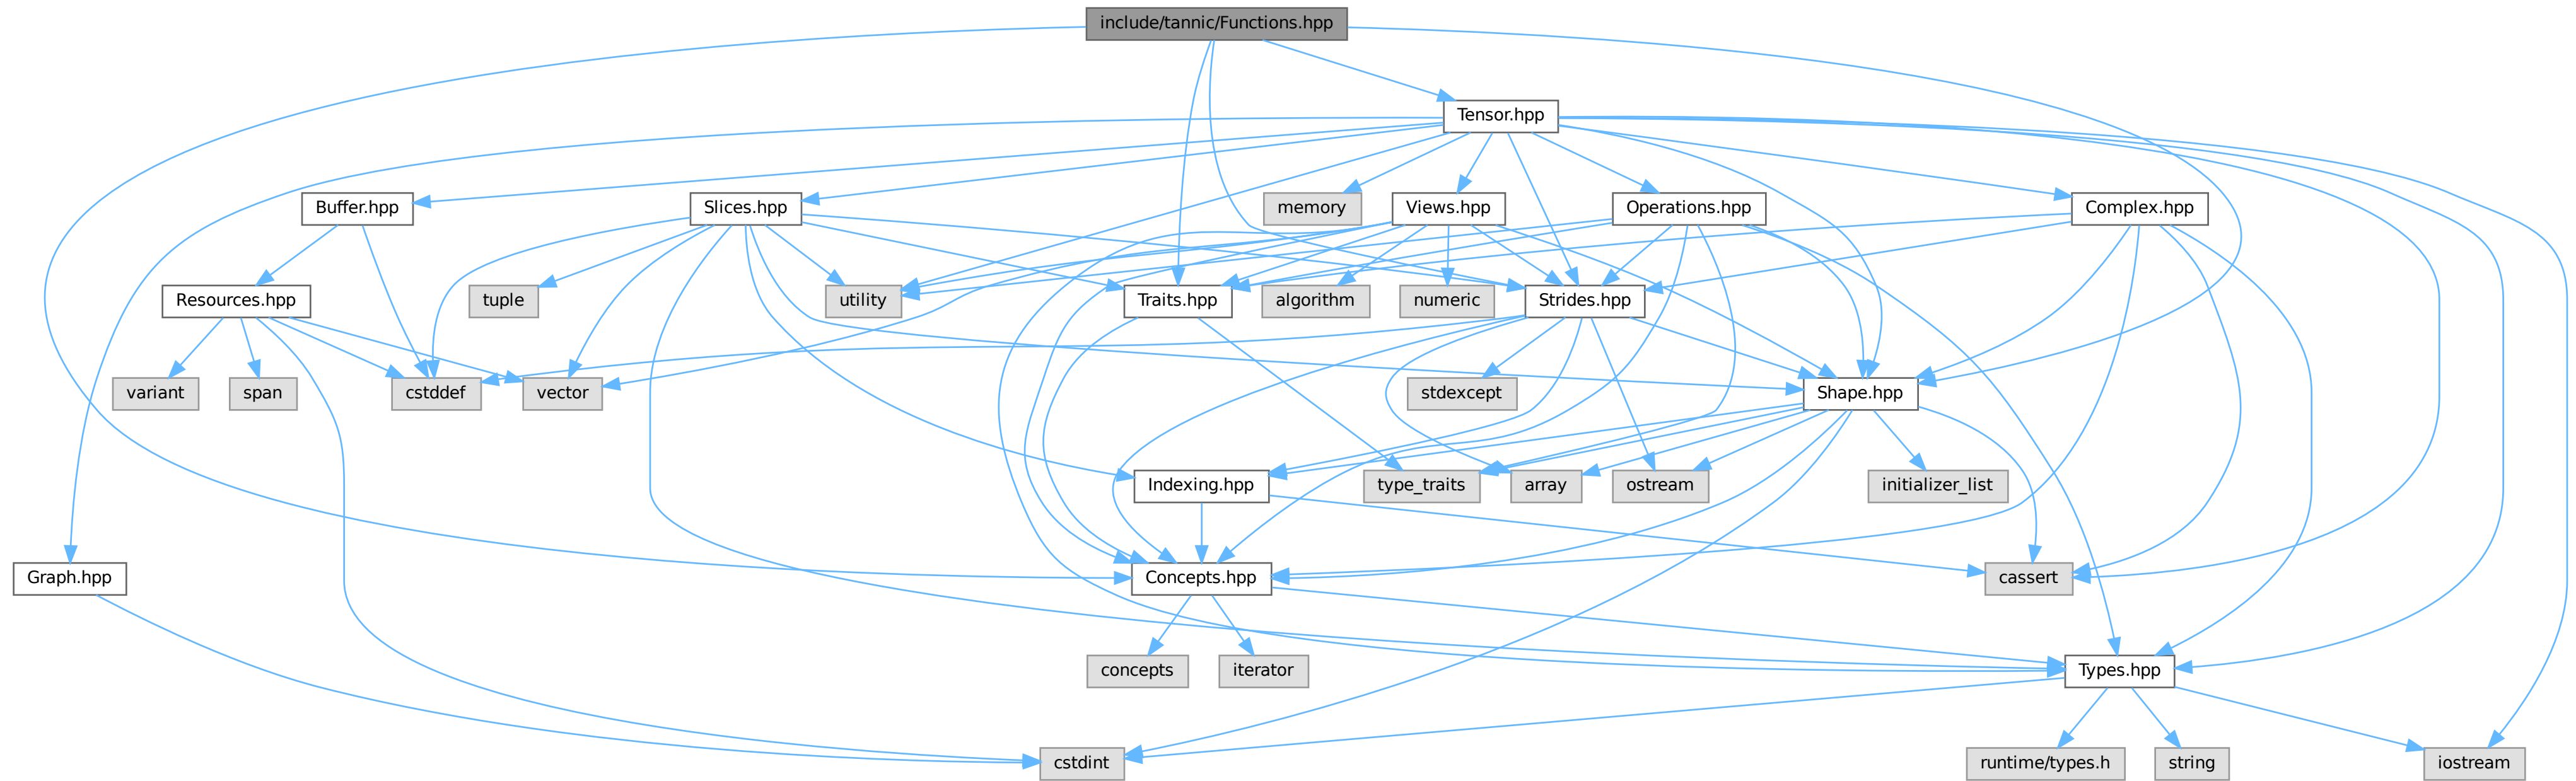 include/tannic/Functions.hpp
Tensor.hpp
Buffer.hpp
Slices.hpp
memory
Views.hpp
Operations.hpp
Complex.hpp
Resources.hpp
tuple
utility
Traits.hpp
algorithm
numeric
Strides.hpp
variant
span
cstddef
vector
stdexcept
Shape.hpp
Indexing.hpp
type_traits
array
ostream
initializer_list
Graph.hpp
Concepts.hpp
cassert
concepts
iterator
Types.hpp
cstdint
runtime/types.h
string
iostream